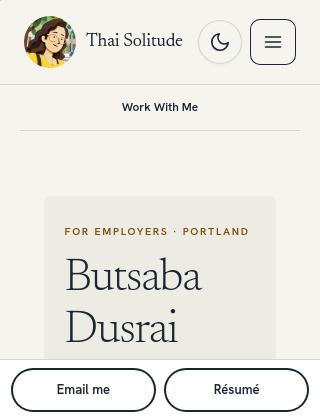 Thai Solitude
Work With Me
FOR EMPLOYERS · PORTLAND
Butsaba
Dusrai
Email me
Résumé